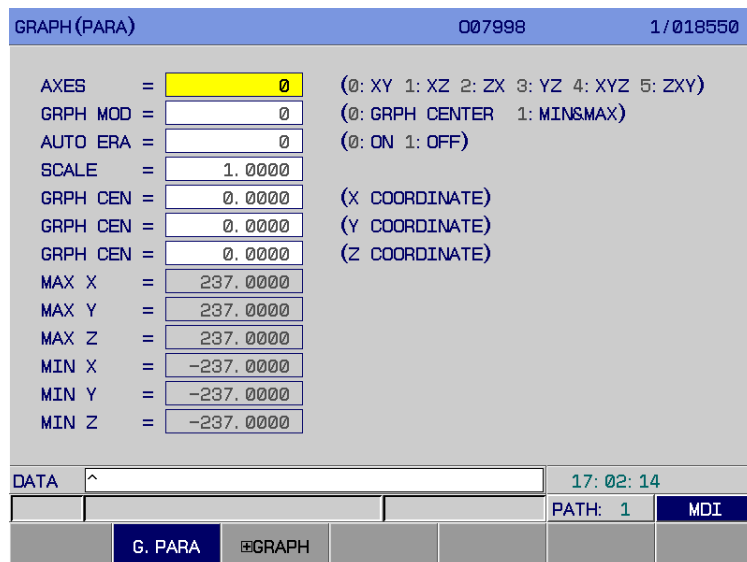 GRAPH(PARA) O07998 1/018550
AXES = 0 (0: XY 1: XZ 2: ZX 3: YZ 4: XYZ 5: ZXY)
GRPH MOD = 0 (0: GRPH CENTER 1: MIN&MAX)
AUTO ERA = 0 (0: ON 1: OFF)
SCALE = 1.0000
GRPH CEN = 0.0000 (X COORDINATE)
GRPH CEN = 0.0000 (Y COORDINATE)
GRPH CEN = 0.0000 (Z COORDINATE)
MAX X = 237.0000
MAX Y = 237.0000
MAX Z = 237.0000
MIN X = -237.0000
MIN Y = -237.0000
MIN Z = -237.0000
DATA ^ 17:02:14
PATH: 1 MDI
G. PARA ⊞GRAPH